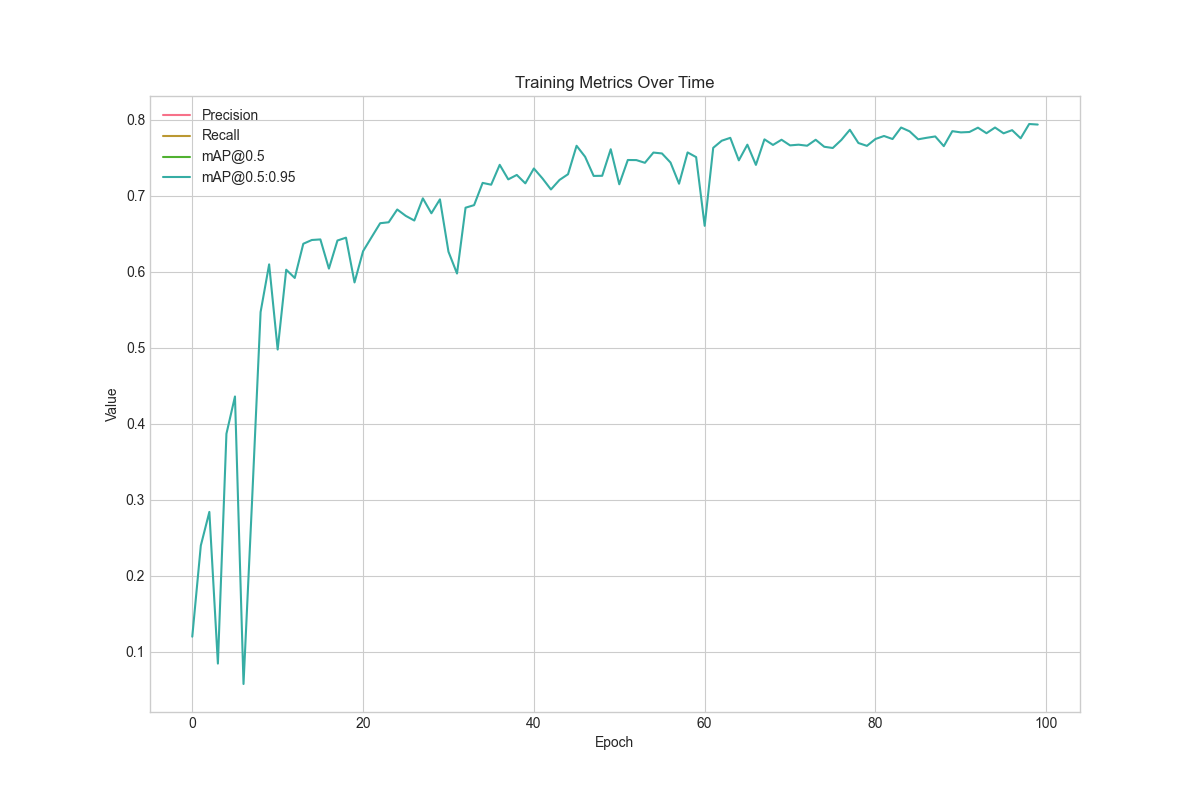 Training Metrics Over Time
Precision
Recall
mAP@0.5
mAP@0.5:0.95
0.8
0.7
0.6
0.5
0.4
0.3
0.2
0.1
Value
0 20 40 60 80 100
Epoch